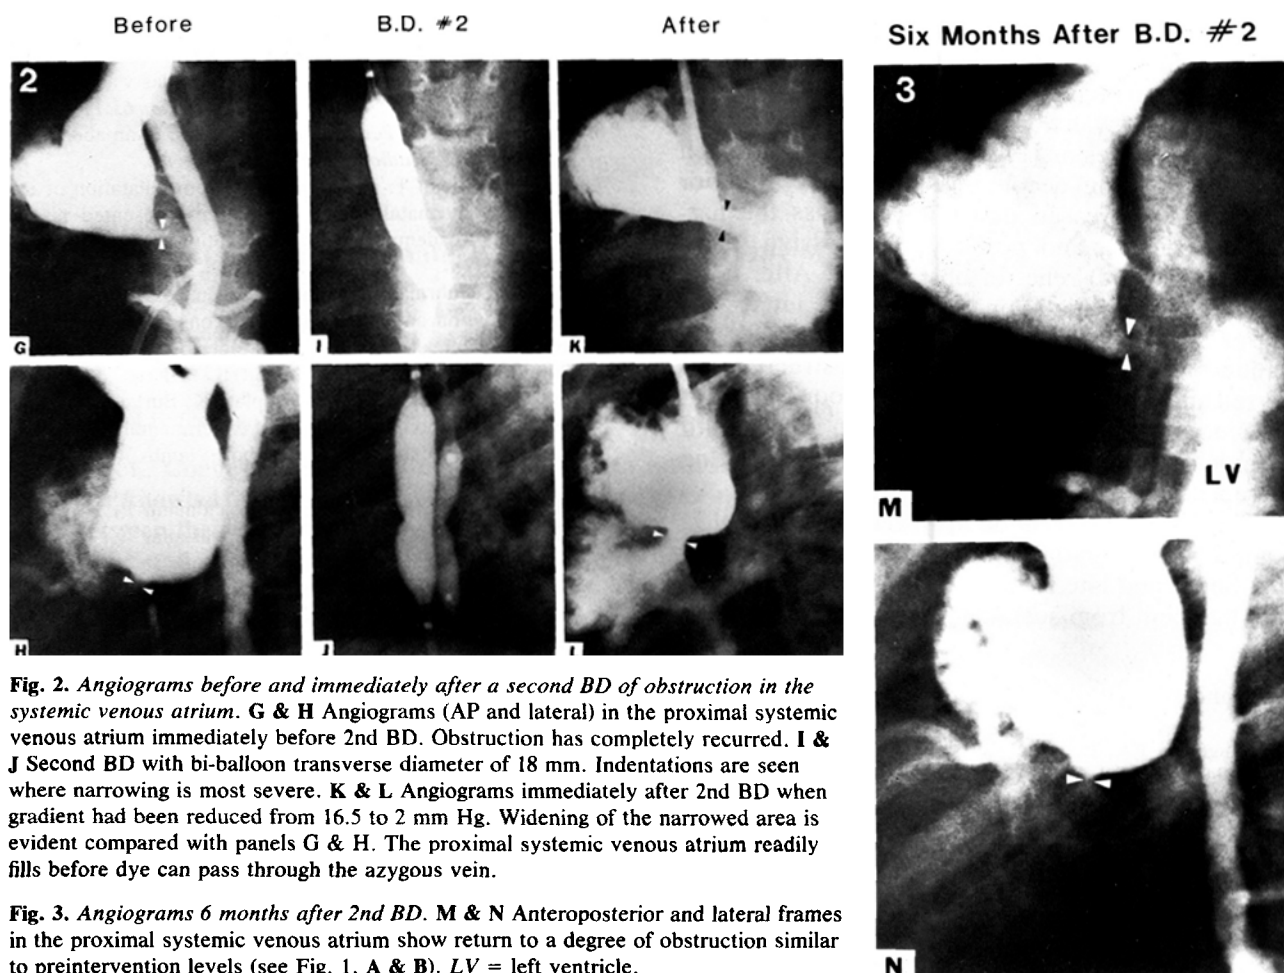 Before
B.D. #2
After
Six Months After B.D. #2
2
3
G
I
K
H
J
L
LV
M
N
Fig. 2. Angiograms before and immediately after a second BD of obstruction in the
systemic venous atrium. G & H Angiograms (AP and lateral) in the proximal systemic
venous atrium immediately before 2nd BD. Obstruction has completely recurred. I &
J Second BD with bi-balloon transverse diameter of 18 mm. Indentations are seen
where narrowing is most severe. K & L Angiograms immediately after 2nd BD when
gradient had been reduced from 16.5 to 2 mm Hg. Widening of the narrowed area is
evident compared with panels G & H. The proximal systemic venous atrium readily
fills before dye can pass through the azygous vein.
Fig. 3. Angiograms 6 months after 2nd BD. M & N Anteroposterior and lateral frames
in the proximal systemic venous atrium show return to a degree of obstruction similar
to preintervention levels (see Fig. 1, A & B). LV = left ventricle.